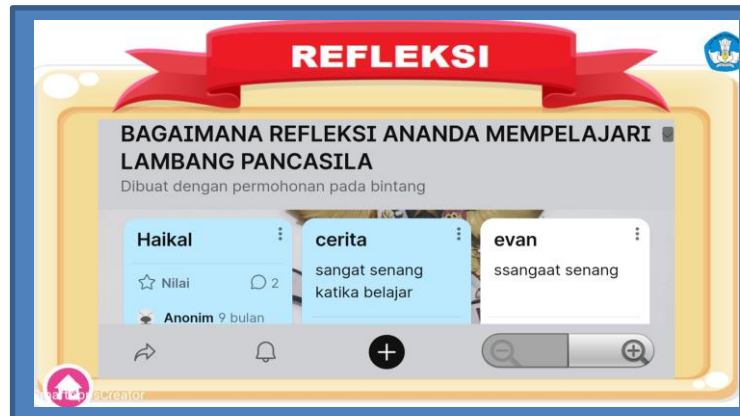 REFLEKSI
BAGAIMANA REFLEKSI ANANDA MEMPELAJARI
LAMBANG PANCASILA
Dibuat dengan permohonan pada bintang
Haikal
Nilai
2
Anonim 9 bulan
cerita
sangat senang
katika belajar
evan
ssangaat senang